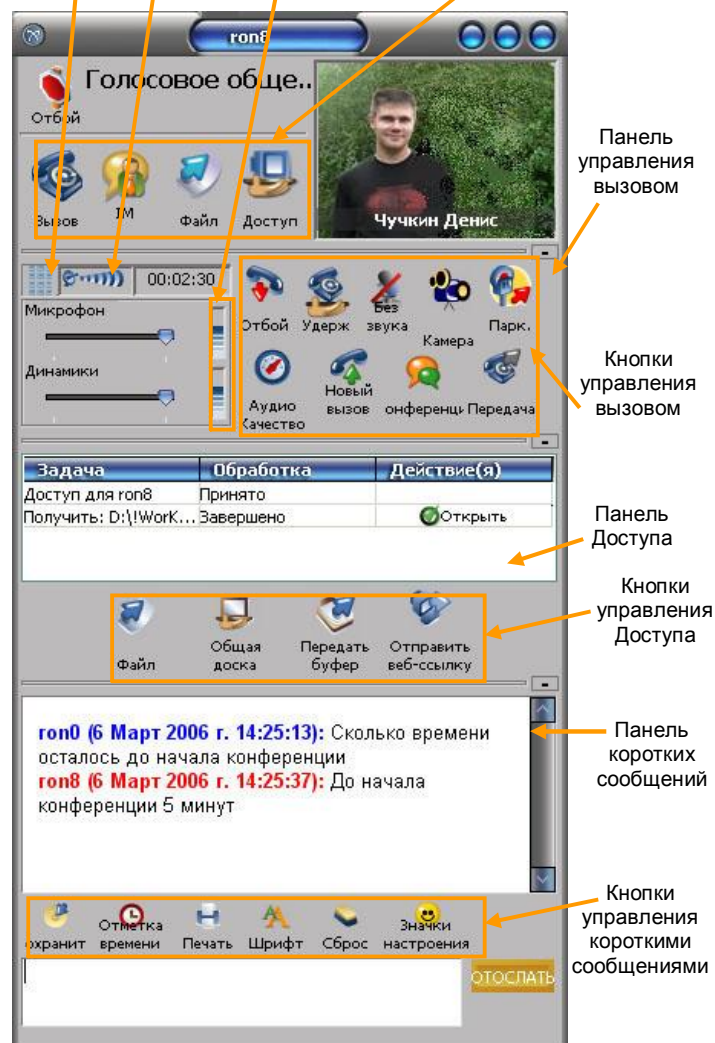 ron8
Голосовое обще..
Отбой
Вызов
IM
Файл
Доступ
Чучкин Денис
Панель
управления
вызовом
00:02:30
Микрофон
Динамики
Отбой
Удерж
Без
звука
Камера
Парк.
Аудио
Качество
Новый
вызов
онференци
Передача
Кнопки
управления
вызовом
Задача Обработка Действие(я)
Доступ для ron8 Принято
Получить: D:\!WorK... Завершено Открыть
Панель
Доступа
Файл
Общая
доска
Передать
буфер
Отправить
веб-ссылку
Кнопки
управления
Доступа
ron0 (6 Март 2006 г. 14:25:13): Сколько времени
осталось до начала конференции
ron8 (6 Март 2006 г. 14:25:37): До начала
конференции 5 минут
Панель
коротких
сообщений
охранит
Отметка
времени
Печать
Шрифт
Сброс
Значки
настроения
Кнопки
управления
короткими
сообщениями
ОТОСЛАТЬ